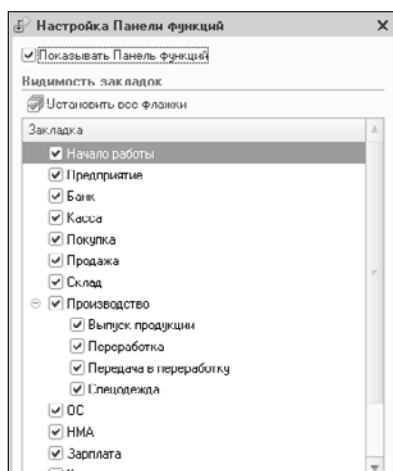 Настройка Панели функций
Показывать Панель функций
Видимость закладок
Установить все флажки
Закладка
Начало работы
Предприятие
Банк
Касса
Покупка
Продажа
Склад
Производство
Выпуск продукции
Переработка
Передача в переработку
Спецодежда
ОС
НМА
Зарплата